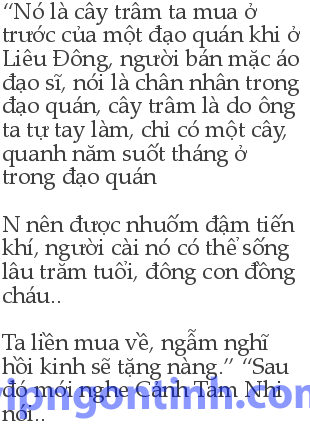 “Nó là cây trâm ta mua ở
trước của một đạo quán khi ở
Liêu Đông, người bán mặc áo
đạo sĩ, nói là chân nhân trong
đạo quán, cây trâm là do ông
ta tự tay làm, chỉ có một cây,
quanh năm suốt tháng ở
trong đạo quán
N nên được nhuốm đậm tiến
khí, người cài nó có thể sống
lâu trăm tuổi, đông con đồng
cháu..
Ta liền mua về, ngẫm nghĩ
hồi kinh sẽ tặng nàng.” “Sau
đó mới nghe Cảnh Tầm Nhi
nói..
vipngontinh.com